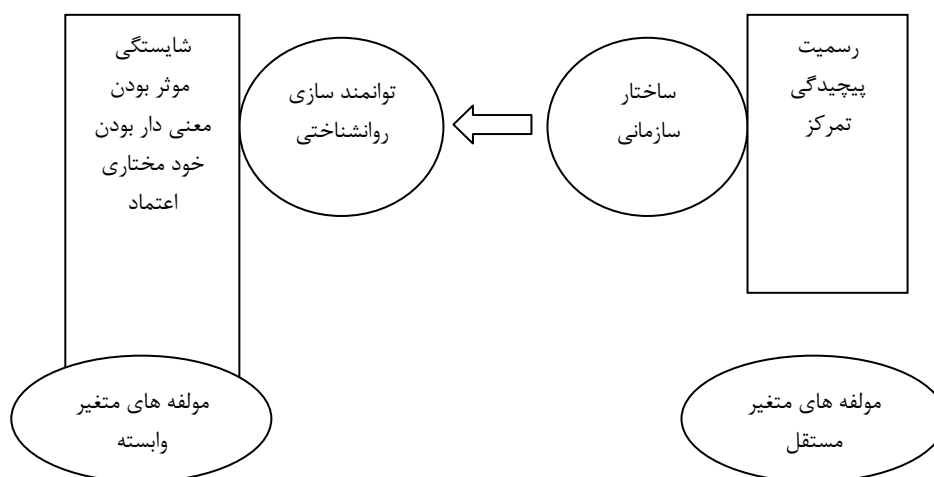 رسمیت
پیچیدگی
تمرکز
ساختار
سازمانی
توانمند سازی
روانشناختی
شایستگی
موثر بودن
معنی دار بودن
خود مختاری
اعتماد
مولفه های متغیر
مستقل
مولفه های متغیر
وابسته